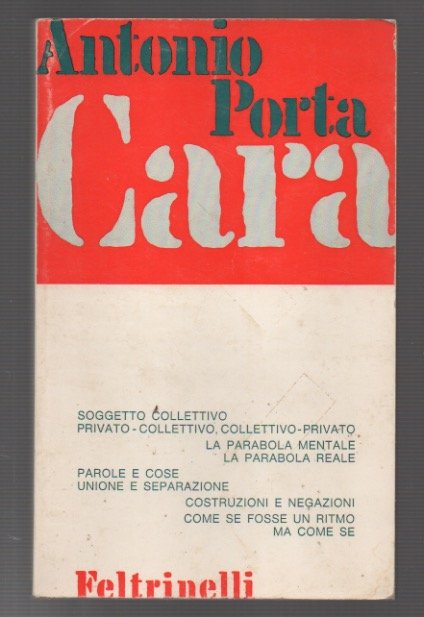 Antonio
Porta
Cara
SOGGETTO COLLETTIVO
PRIVATO-COLLETTIVO, COLLETTIVO-PRIVATO
LA PARABOLA MENTALE
LA PARABOLA REALE
PAROLE E COSE
UNIONE E SEPARAZIONE
COSTRUZIONI E NEGAZIONI
COME SE FOSSE UN RITMO
MA COME SE
Feltrinelli